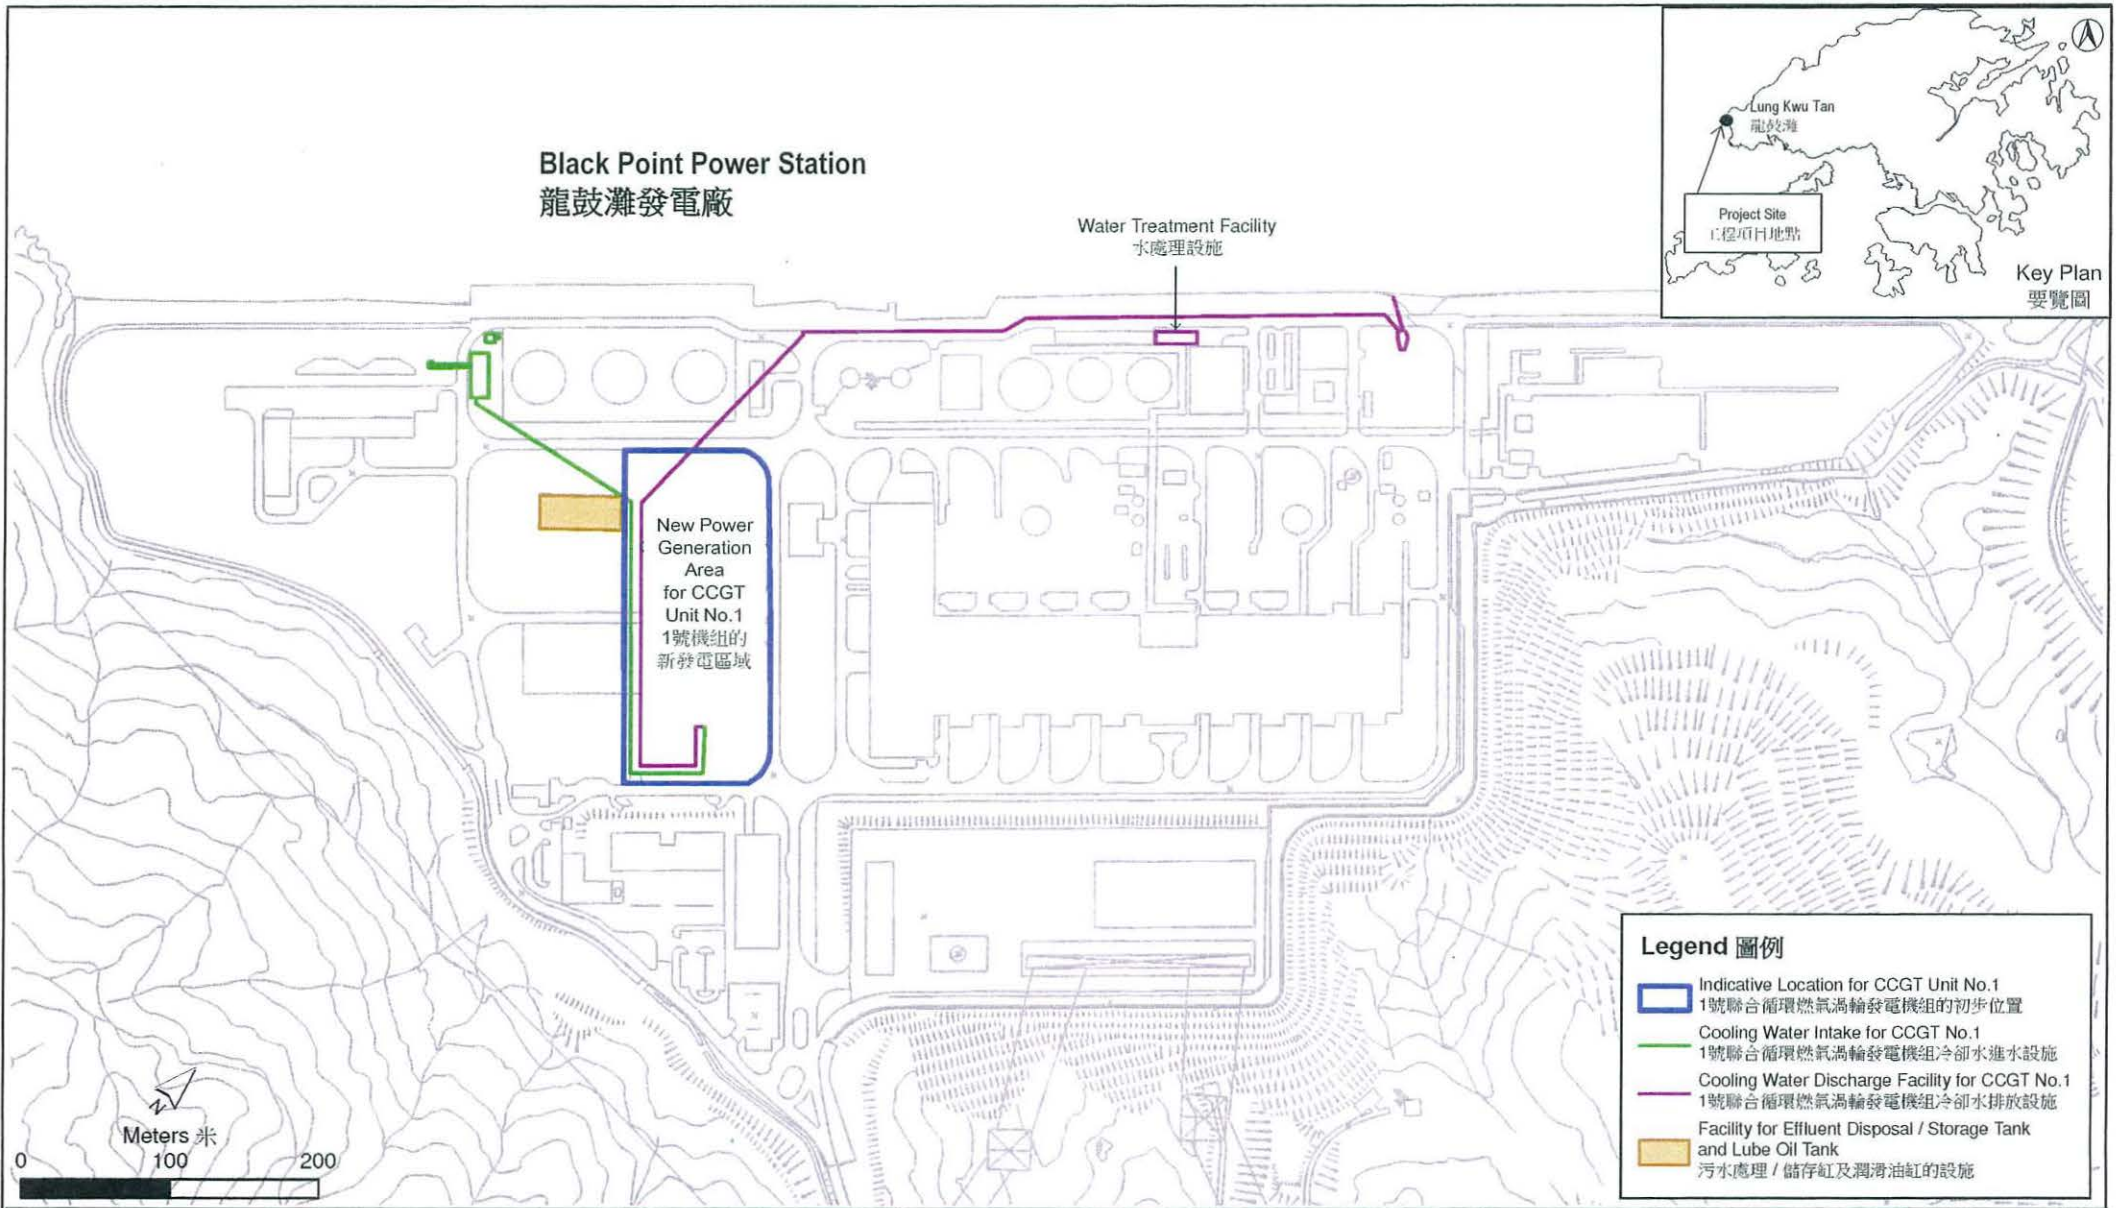 Black Point Power Station
龍鼓灘發電廠
Water Treatment Facility
水處理設施
Lung Kwu Tan
龍鼓灘
Project Site
工程項目地點
Key Plan
要覽圖
New Power
Generation
Area
for CCGT
Unit No.1
1號機組的
新發電區域
Legend 圖例
Indicative Location for CCGT Unit No.1
1號聯合循環燃氣渦輪發電機組的初步位置
Cooling Water Intake for CCGT No.1
1號聯合循環燃氣渦輪發電機組冷卻水進水設施
Cooling Water Discharge Facility for CCGT No.1
1號聯合循環燃氣渦輪發電機組冷卻水排放設施
Facility for Effluent Disposal / Storage Tank
and Lube Oil Tank
污水處理 / 儲存缸及潤滑油缸的設施
N
Meters 米
0 100 200